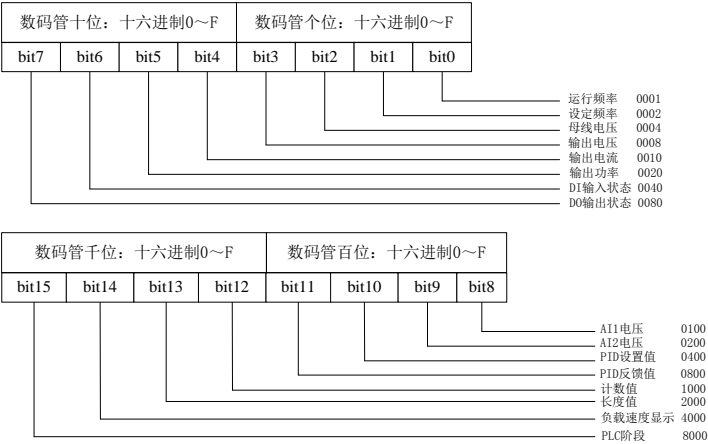 数码管十位：十六进制0～F 数码管个位：十六进制0～F
bit7 bit6 bit5 bit4 bit3 bit2 bit1 bit0
运行频率 0001
设定频率 0002
母线电压 0004
输出电压 0008
输出电流 0010
输出功率 0020
DI输入状态 0040
DO输出状态 0080
数码管千位：十六进制0～F 数码管百位：十六进制0～F
bit15 bit14 bit13 bit12 bit11 bit10 bit9 bit8
AI1电压 0100
AI2电压 0200
PID设置值 0400
PID反馈值 0800
计数值 1000
长度值 2000
负载速度显示 4000
PLC阶段 8000